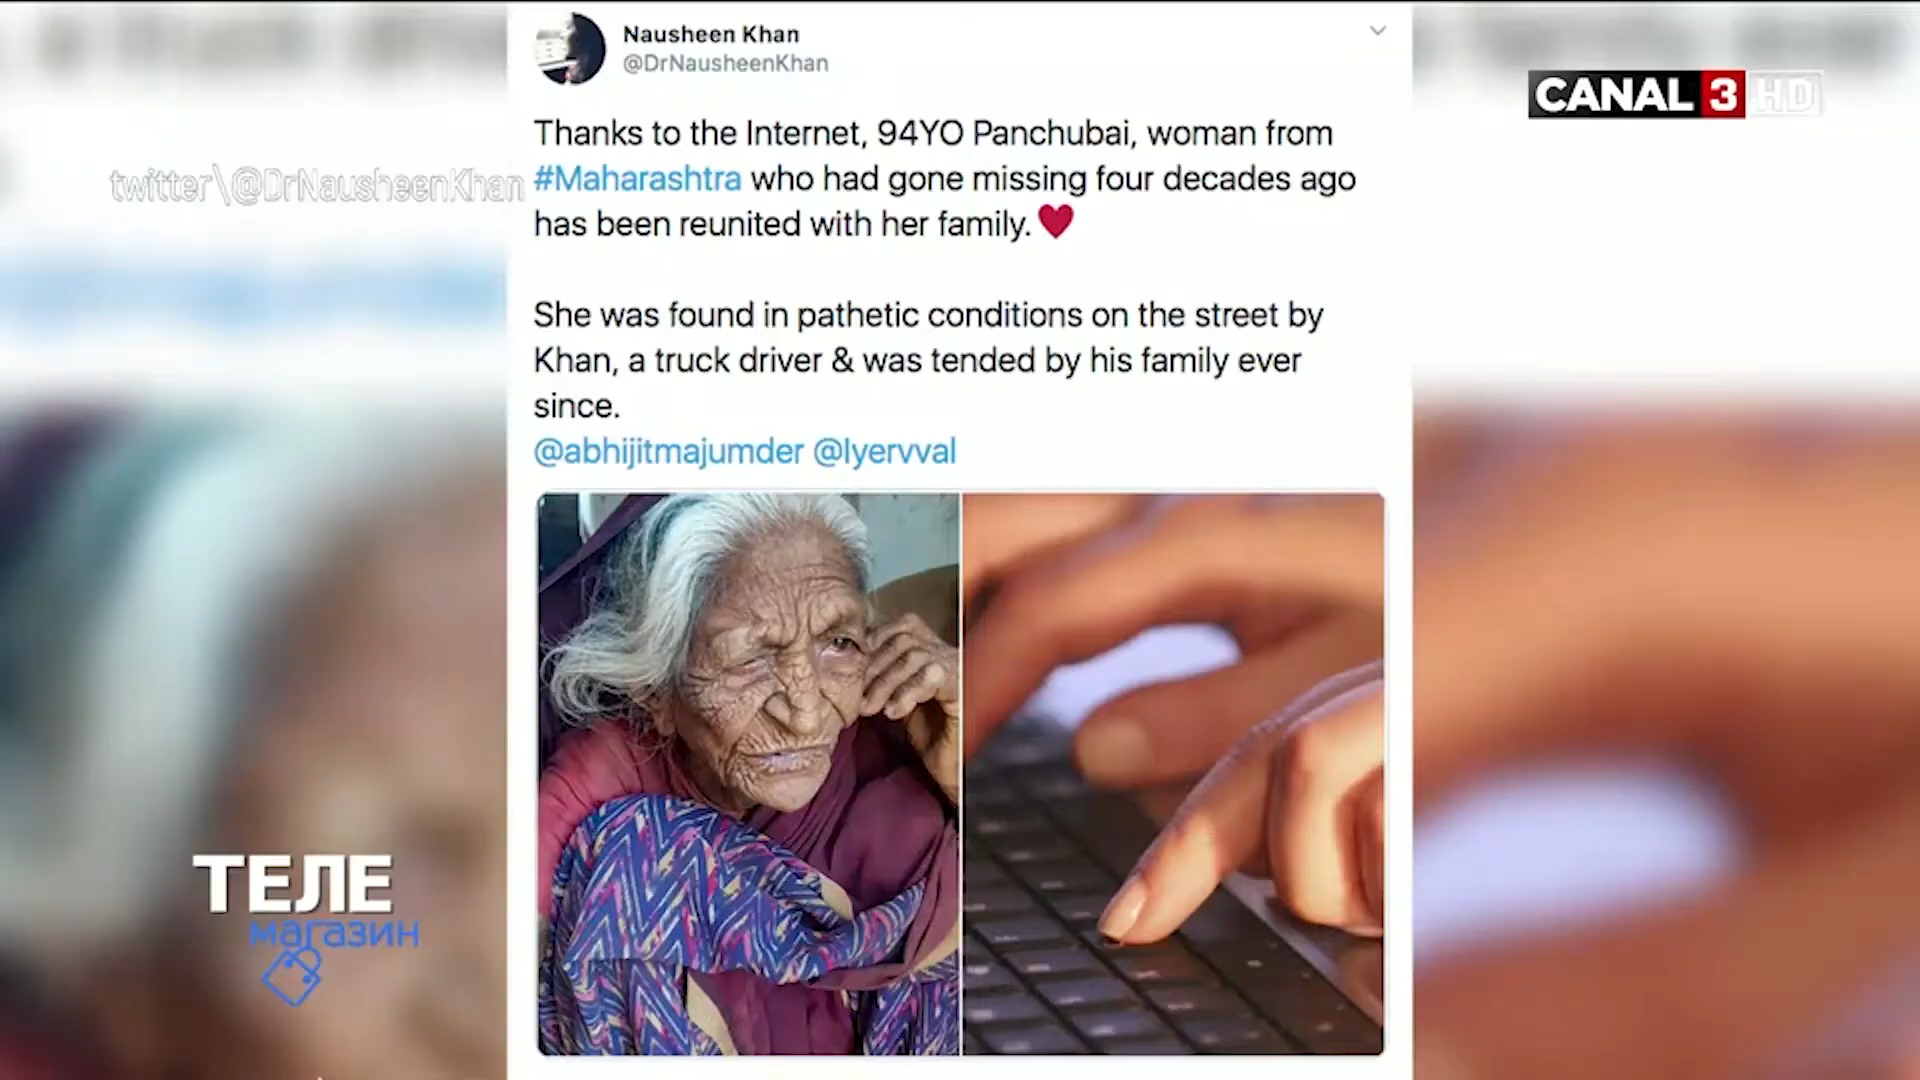 Nausheen Khan
@DrNausheenKhan
CANAL 3 HD
Thanks to the Internet, 94YO Panchubai, woman from
#Maharashtra who had gone missing four decades ago
has been reunited with her family.
twitter\@DrNausheenKhan
She was found in pathetic conditions on the street by
Khan, a truck driver & was tended by his family ever
since.
@abhijitmajumder @Iyervval
ТЕЛЕ
магазин